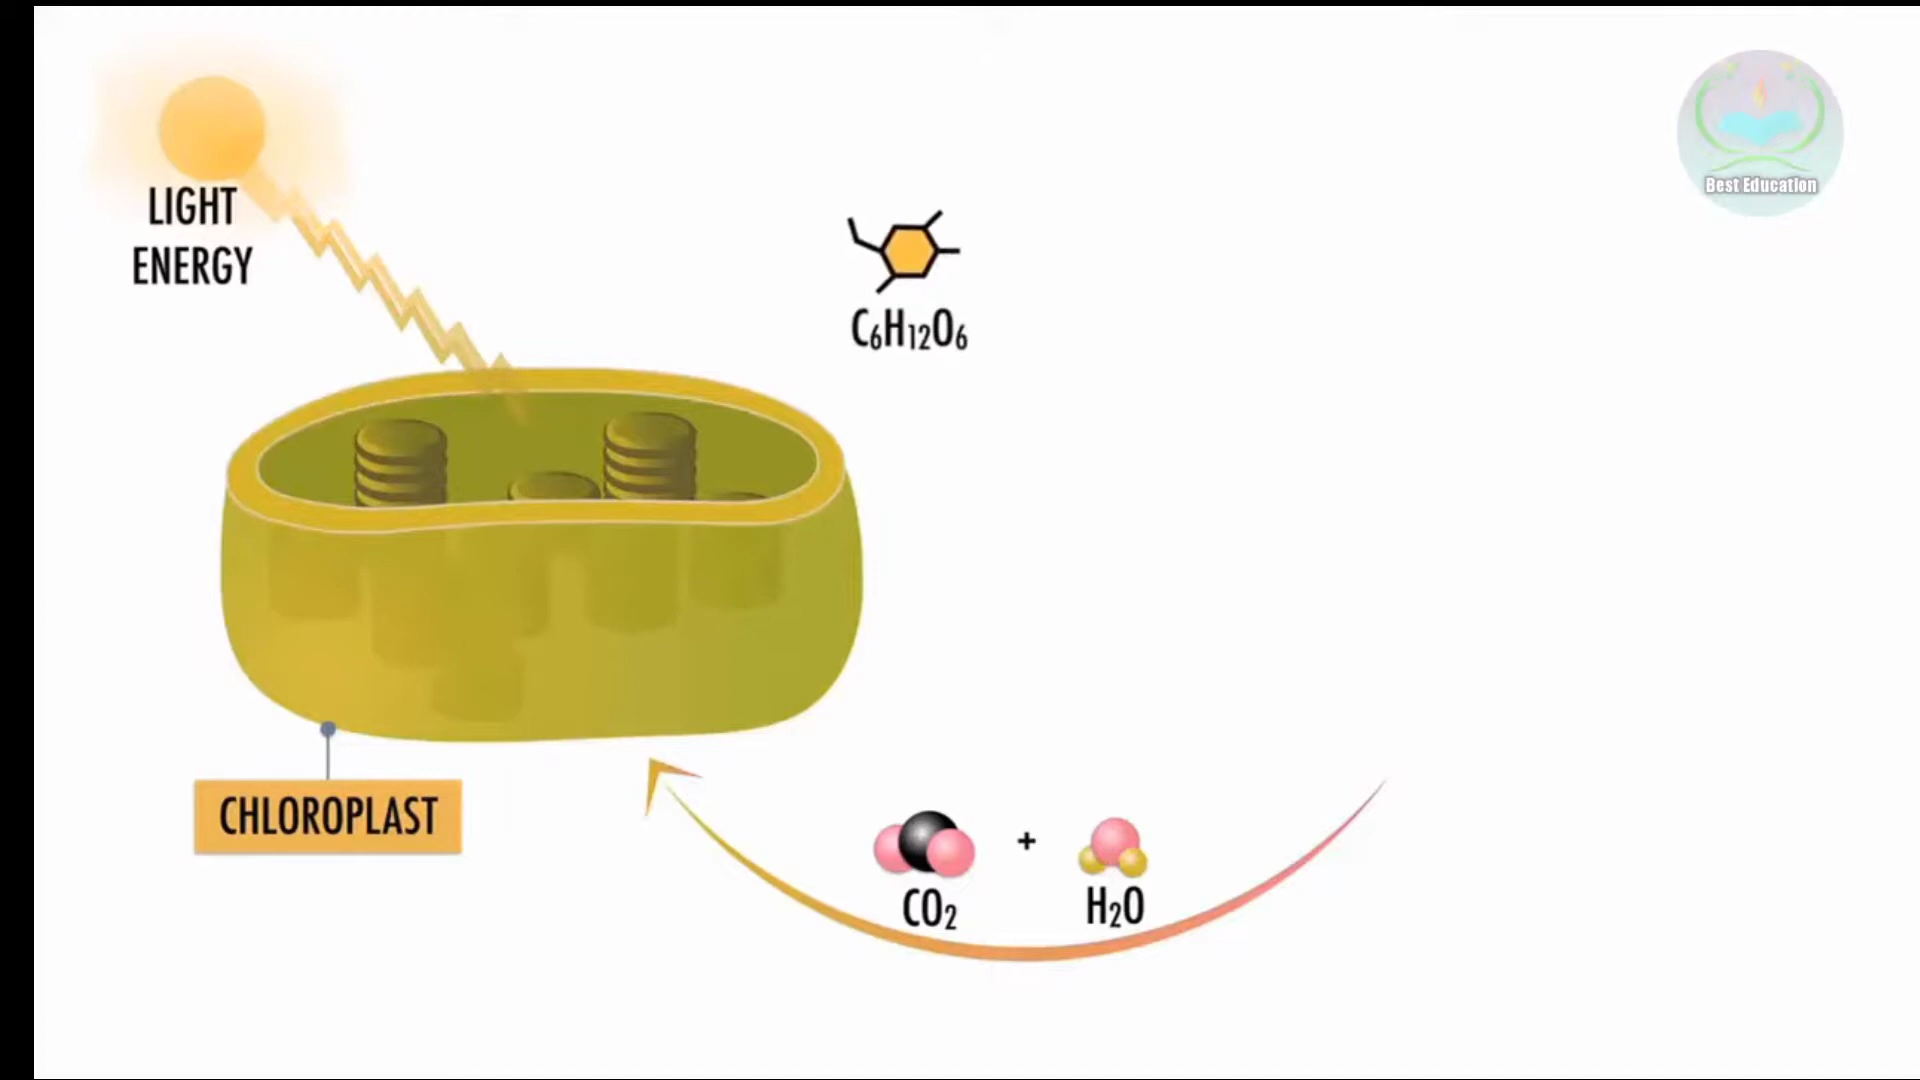 Best Education
LIGHT
ENERGY
C₆H₁₂O₆
CHLOROPLAST
+
CO₂
H₂O